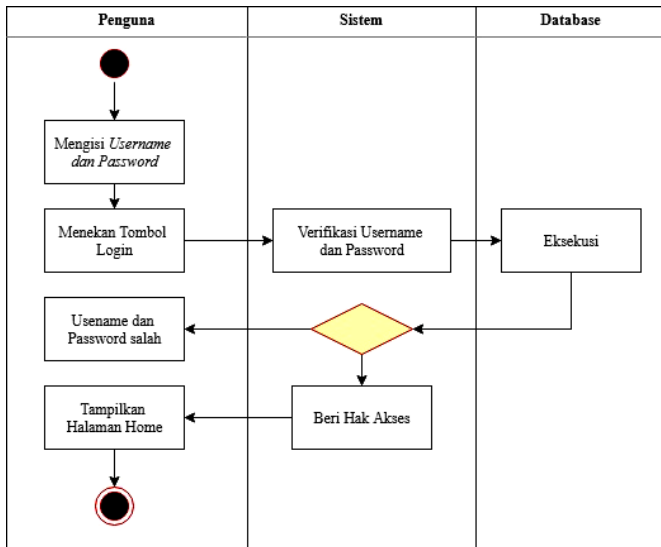 Penguna
Sistem
Database
Mengisi Username
dan Password
Menekan Tombol
Login
Verifikasi Username
dan Password
Eksekusi
Usename dan
Password salah
Tampilkan
Halaman Home
Beri Hak Akses